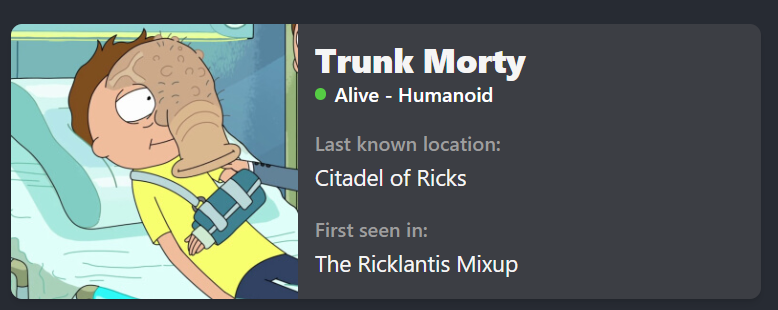 Trunk Morty
Alive - Humanoid
Last known location:
Citadel of Ricks
First seen in:
The Ricklantis Mixup